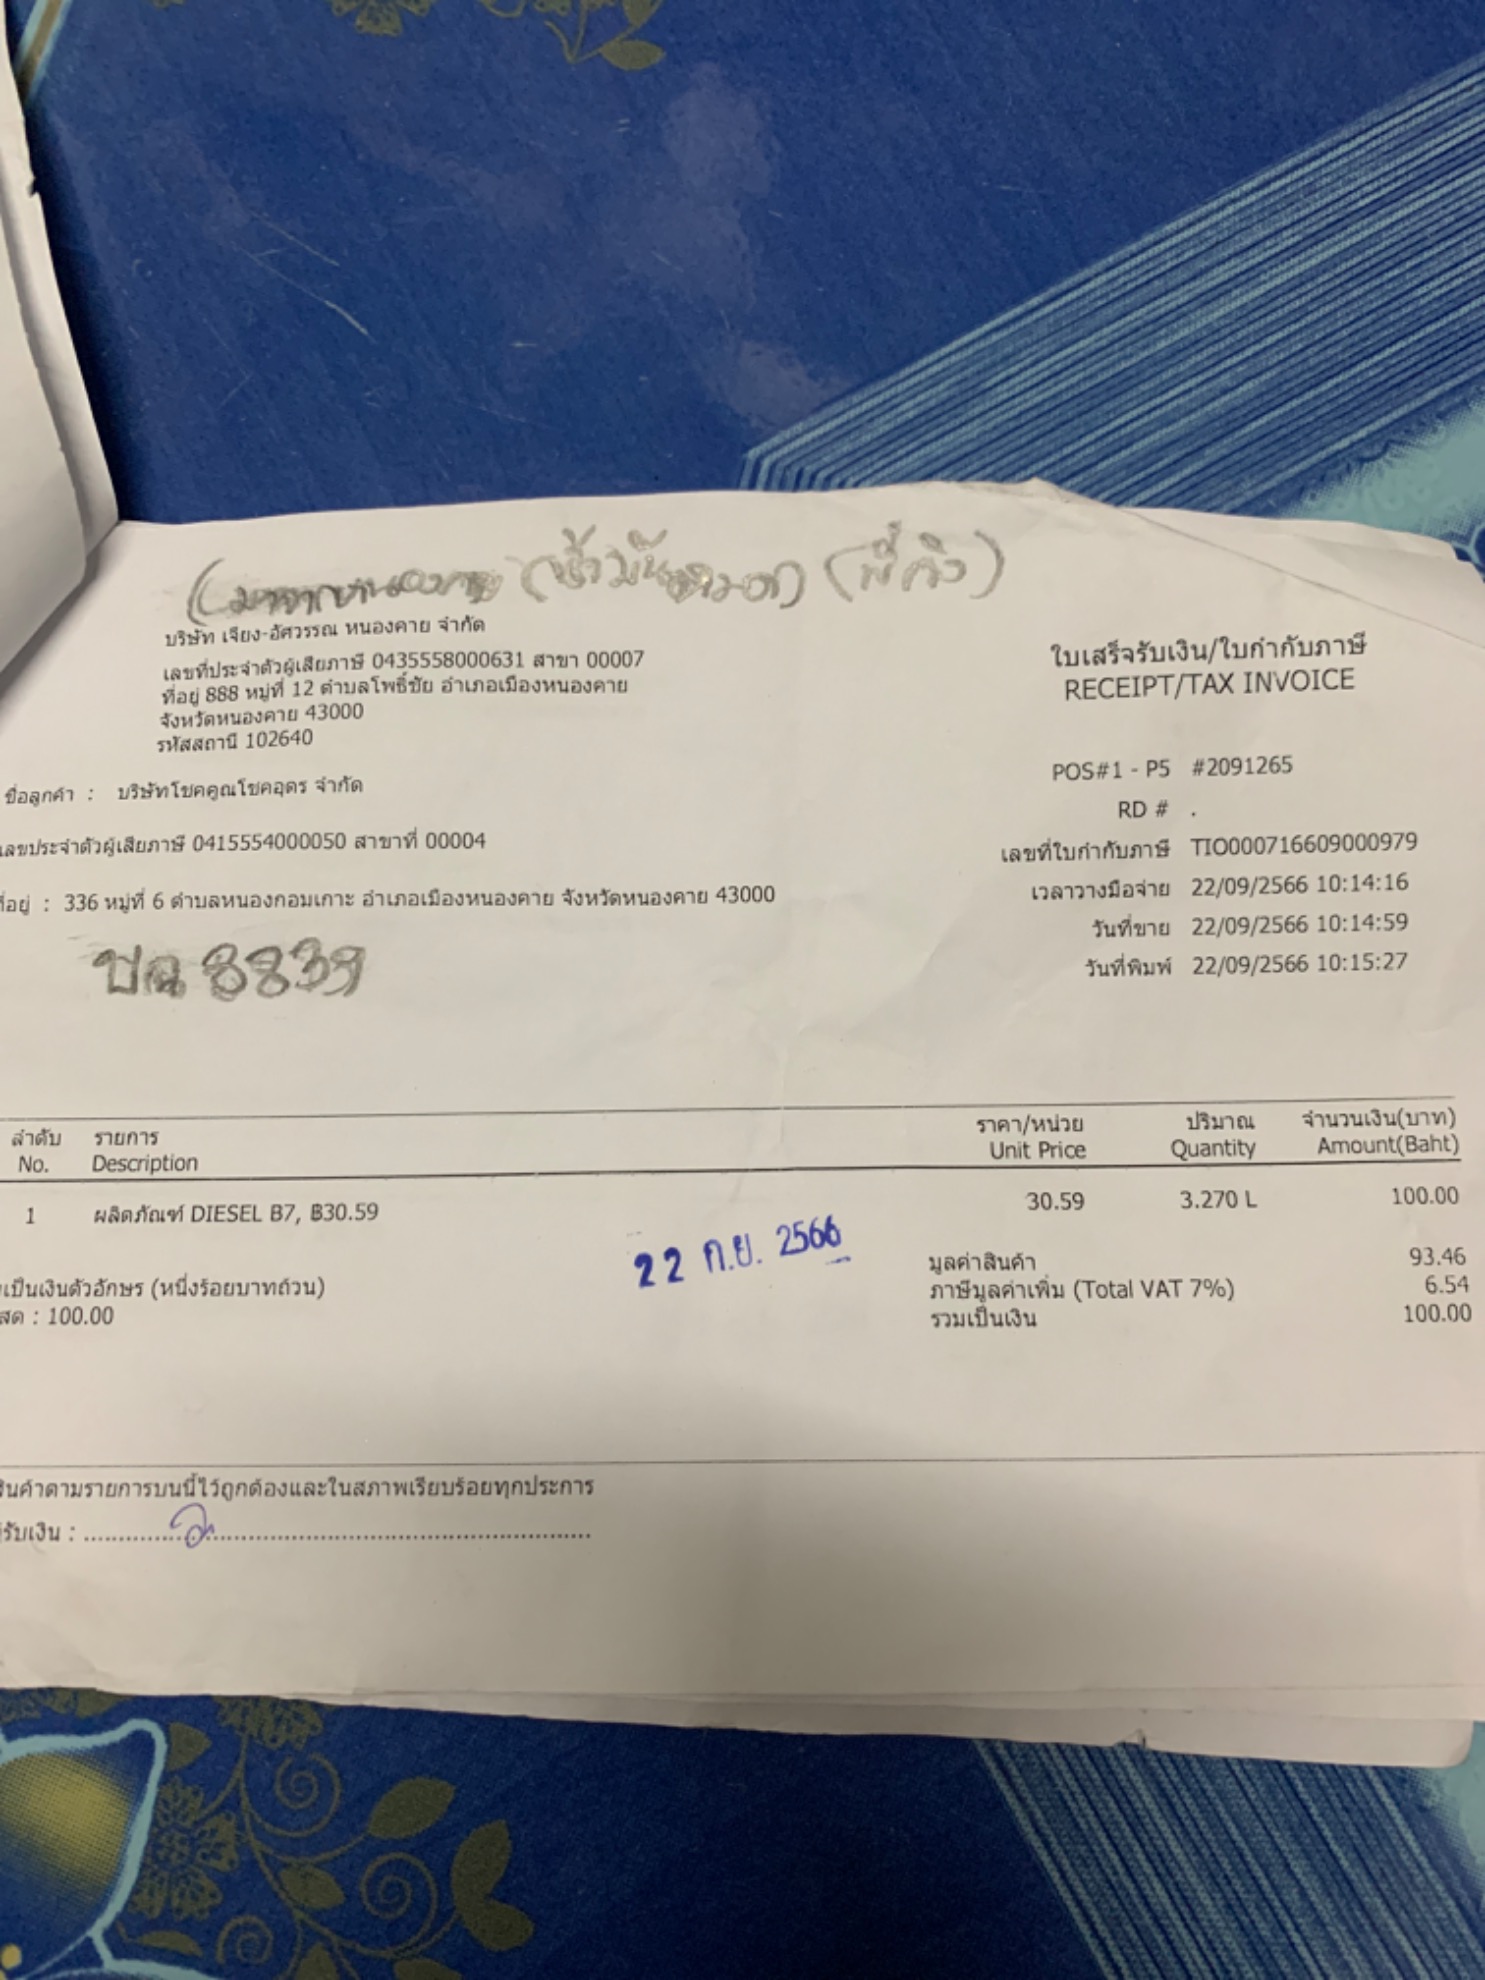 (พี่คิง)
บริษัท เจียง-อัศวรรณ หนองคาย จำกัด
เลขที่ประจำตัวผู้เสียภาษี 0435558000631 สาขา 00007
ที่อยู่ 888 หมู่ที่ 12 ตำบลโพธิ์ชัย อำเภอเมืองหนองคาย
จังหวัดหนองคาย 43000
รหัสสถานี 102640
ใบเสร็จรับเงิน/ใบกำกับภาษี
RECEIPT/TAX INVOICE
ชื่อลูกค้า : บริษัทโชคคูณโชคอุดร จำกัด
เลขประจำตัวผู้เสียภาษี 0415554000050 สาขาที่ 00004
ที่อยู่ : 336 หมู่ที่ 6 ตำบลหนองกอมเกาะ อำเภอเมืองหนองคาย จังหวัดหนองคาย 43000
POS#1 - P5 #2091265
RD # .
เลขที่ใบกำกับภาษี TIO000716609000979
เวลาวางมือจ่าย 22/09/2566 10:14:16
วันที่ขาย 22/09/2566 10:14:59
วันที่พิมพ์ 22/09/2566 10:15:27
8839
ลำดับ รายการ ราคา/หน่วย ปริมาณ จำนวนเงิน(บาท)
No. Description Unit Price Quantity Amount(Baht)
1 ผลิตภัณฑ์ DIESEL B7, ฿30.59 30.59 3.270 L 100.00
22 ก.ย. 2566
มูลค่าสินค้า 93.46
เป็นเงินตัวอักษร (หนึ่งร้อยบาทถ้วน) ภาษีมูลค่าเพิ่ม (Total VAT 7%) 6.54
สด : 100.00 รวมเป็นเงิน 100.00
สินค้าตามรายการบนนี้ไว้ถูกต้องและในสภาพเรียบร้อยทุกประการ
รับเงิน :